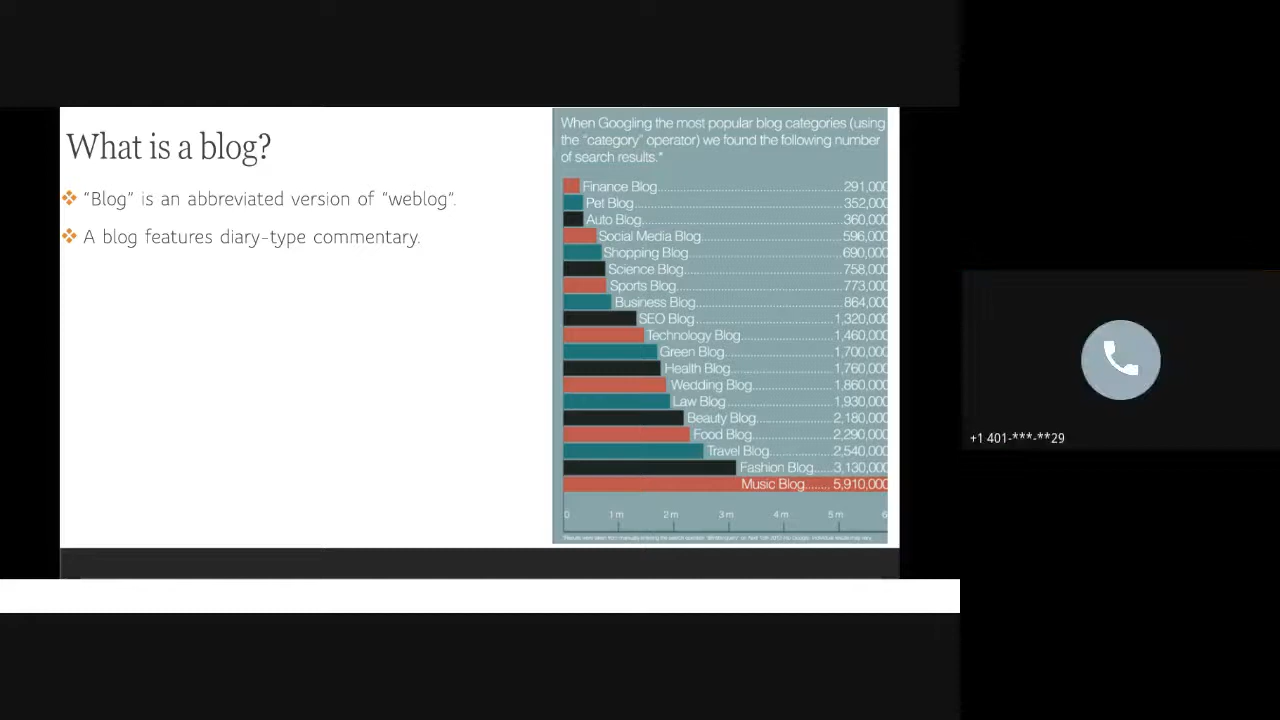 What is a blog?
“Blog” is an abbreviated version of “weblog”.
A blog features diary-type commentary.
When Googling the most popular blog categories (using
the “category” operator) we found the following number
of search results.*
Finance Blog 291,000
Pet Blog 352,000
Auto Blog 360,000
Social Media Blog 596,000
Shopping Blog 690,000
Science Blog 758,000
Sports Blog 773,000
Business Blog 864,000
SEO Blog 1,320,000
Technology Blog 1,460,000
Green Blog 1,700,000
Health Blog 1,760,000
Wedding Blog 1,860,000
Law Blog 1,930,000
Beauty Blog 2,180,000
Food Blog 2,290,000
Travel Blog 2,540,000
Fashion Blog 3,130,000
Music Blog 5,910,000
0 1 m 2 m 3 m 4 m 5 m 6
+1 401-***-**29